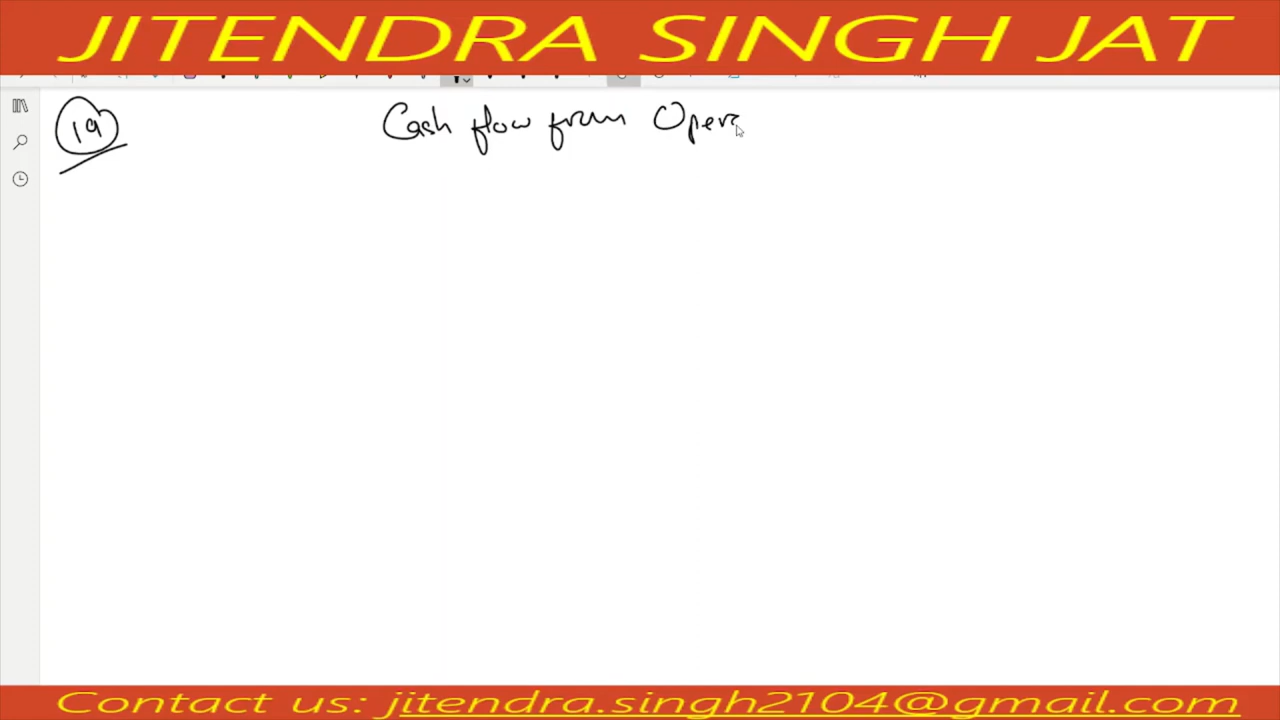 JITENDRA SINGH JAT
19
Cash flow from Opera
Contact us: jitendra.singh2104@gmail.com